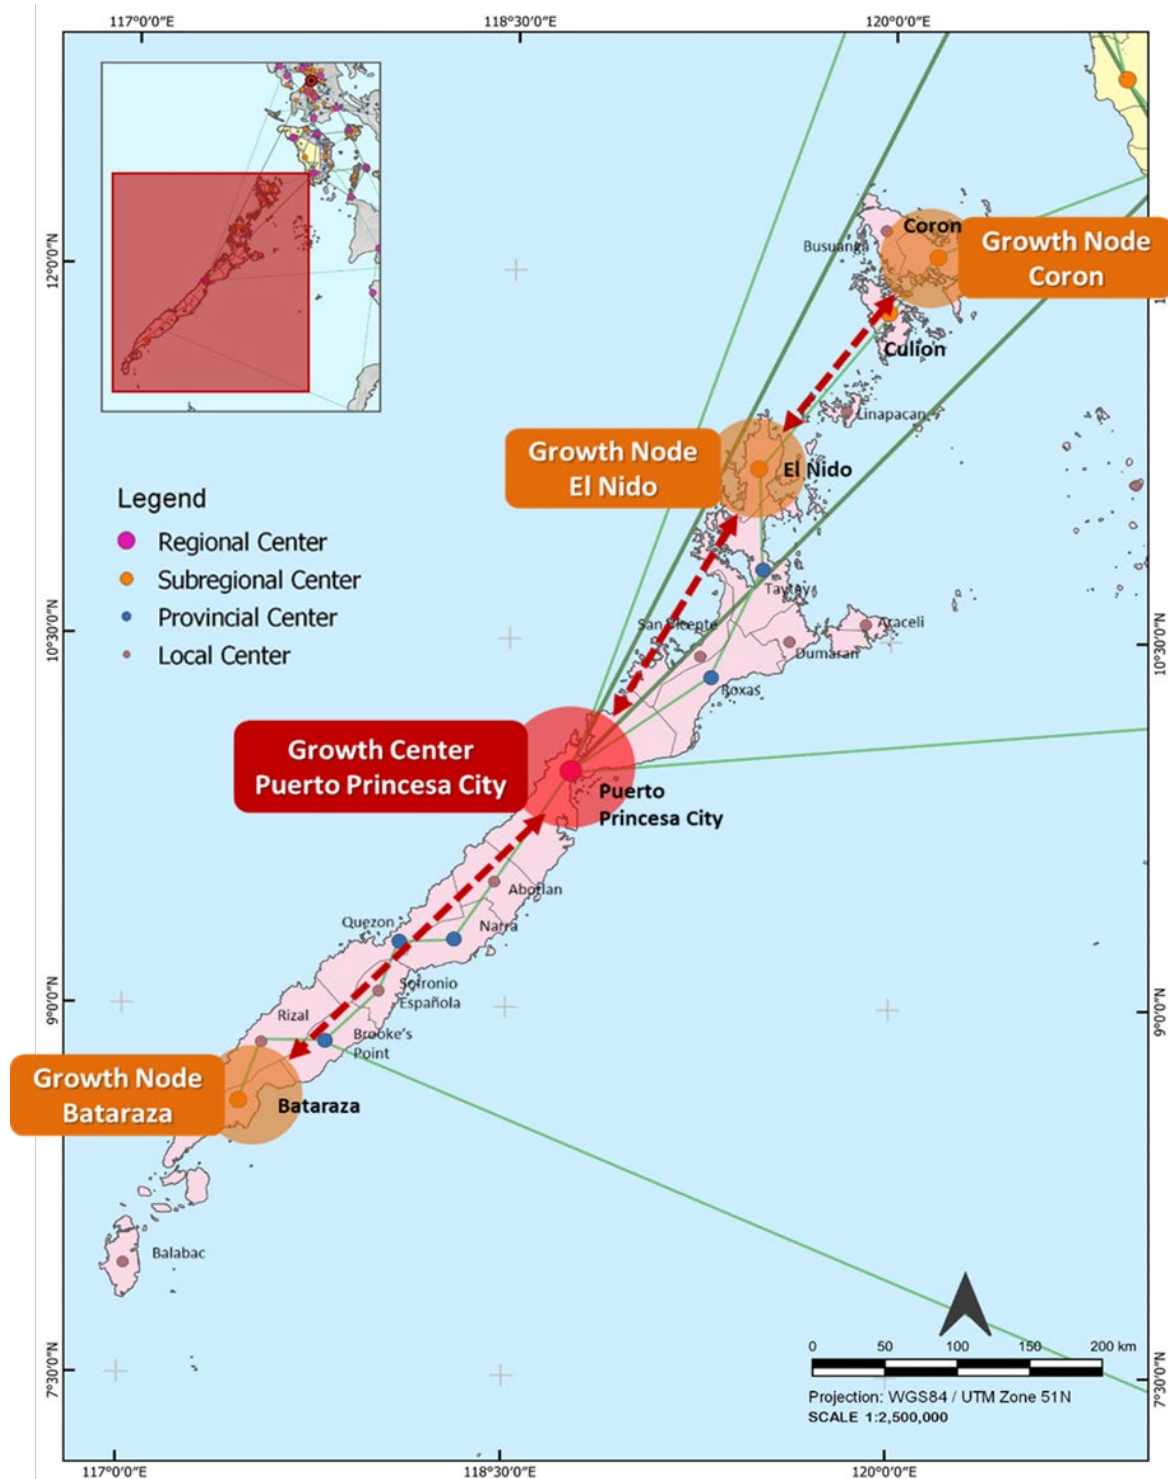 117°0'0"E
118°30'0"E
120°0'0"E
12°0'0"N
Coron
Busuanga
Growth Node
Coron
Culion
Linapacan
Growth Node
El Nido
El Nido
Legend
Regional Center
Subregional Center
Provincial Center
Local Center
Taytay
San Vicente
Araceli
Dumaran
10°30'0"N
10°30'0"N
Roxas
Growth Center
Puerto Princesa City
Puerto
Princesa City
Aborlan
Quezon
Narra
Sofronio
Española
9°0'0"N
9°0'0"N
Rizal
Brooke's
Point
Growth Node
Bataraza
Bataraza
Balabac
0 50 100 150 200 km
7°30'0"N
7°30'0"N
Projection: WGS84 / UTM Zone 51N
SCALE 1:2,500,000
117°0'0"E
118°30'0"E
120°0'0"E